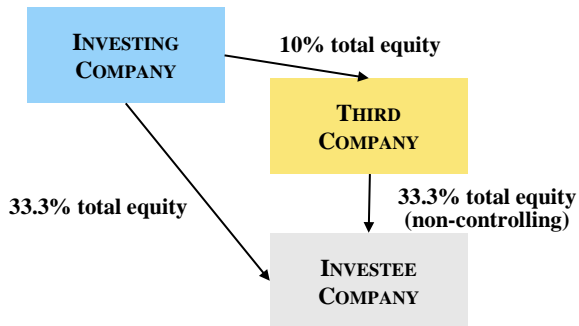 INVESTING
COMPANY
10% total equity
THIRD
COMPANY
33.3% total equity
33.3% total equity
(non-controlling)
INVESTEE
COMPANY